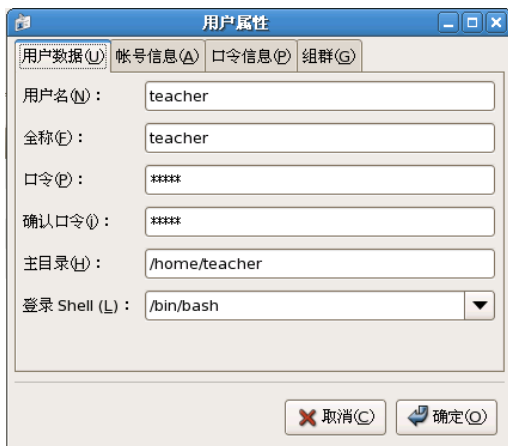 用户属性
用户数据(U) 帐号信息(A) 口令信息(P) 组群(G)
用户名(N)： teacher
全称(F)： teacher
口令(P)： *****
确认口令(i)： *****
主目录(H)： /home/teacher
登录 Shell (L)： /bin/bash
取消(C) 确定(O)